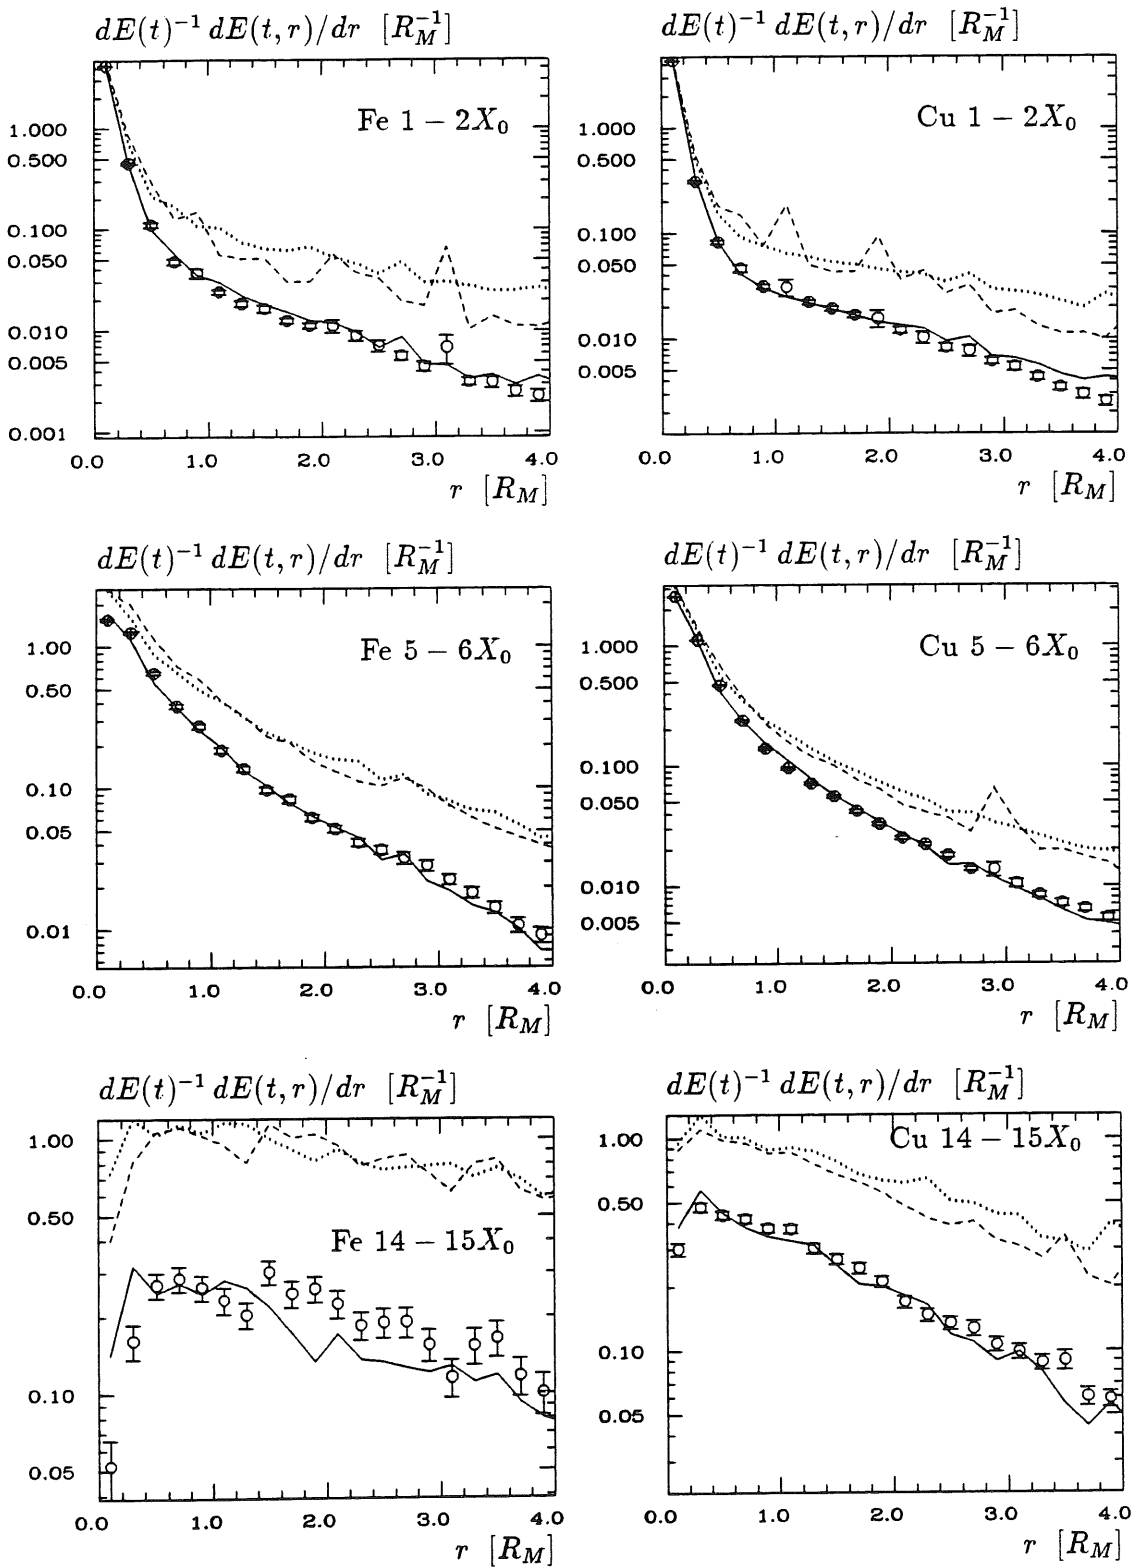 dE(t)⁻¹ dE(t,r)/dr [R_M⁻¹]
Fe 1 – 2X₀
1.000
0.500
0.100
0.050
0.010
0.005
0.001
0.0 1.0 2.0 3.0 4.0
r [R_M]
dE(t)⁻¹ dE(t,r)/dr [R_M⁻¹]
Cu 1 – 2X₀
1.000
0.500
0.100
0.050
0.010
0.005
0.0 1.0 2.0 3.0 4.0
r [R_M]
dE(t)⁻¹ dE(t,r)/dr [R_M⁻¹]
Fe 5 – 6X₀
1.00
0.50
0.10
0.05
0.01
0.0 1.0 2.0 3.0 4.0
r [R_M]
dE(t)⁻¹ dE(t,r)/dr [R_M⁻¹]
Cu 5 – 6X₀
1.000
0.500
0.100
0.050
0.010
0.005
0.0 1.0 2.0 3.0 4.0
r [R_M]
dE(t)⁻¹ dE(t,r)/dr [R_M⁻¹]
1.00
0.50
Fe 14 – 15X₀
0.10
0.05
0.0 1.0 2.0 3.0 4.0
r [R_M]
dE(t)⁻¹ dE(t,r)/dr [R_M⁻¹]
Cu 14 – 15X₀
1.00
0.50
0.10
0.05
0.0 1.0 2.0 3.0 4.0
r [R_M]